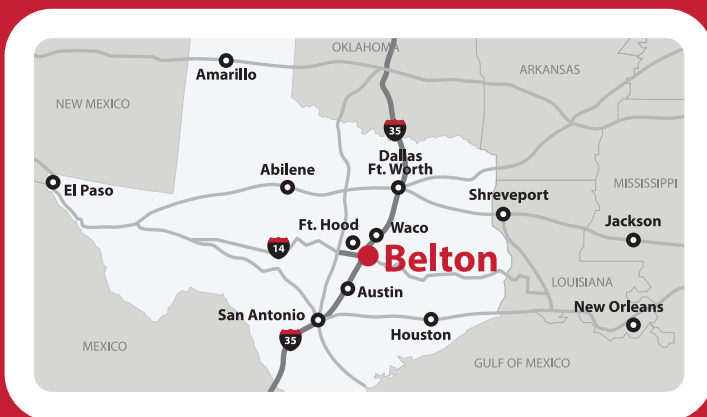 OKLAHOMA
Amarillo
ARKANSAS
NEW MEXICO
35
Dallas
Ft. Worth
Abilene
El Paso
Shreveport
MISSISSIPPI
Ft. Hood
Waco
Jackson
14
Belton
LOUISIANA
Austin
New Orleans
San Antonio
Houston
35
MEXICO
GULF OF MEXICO